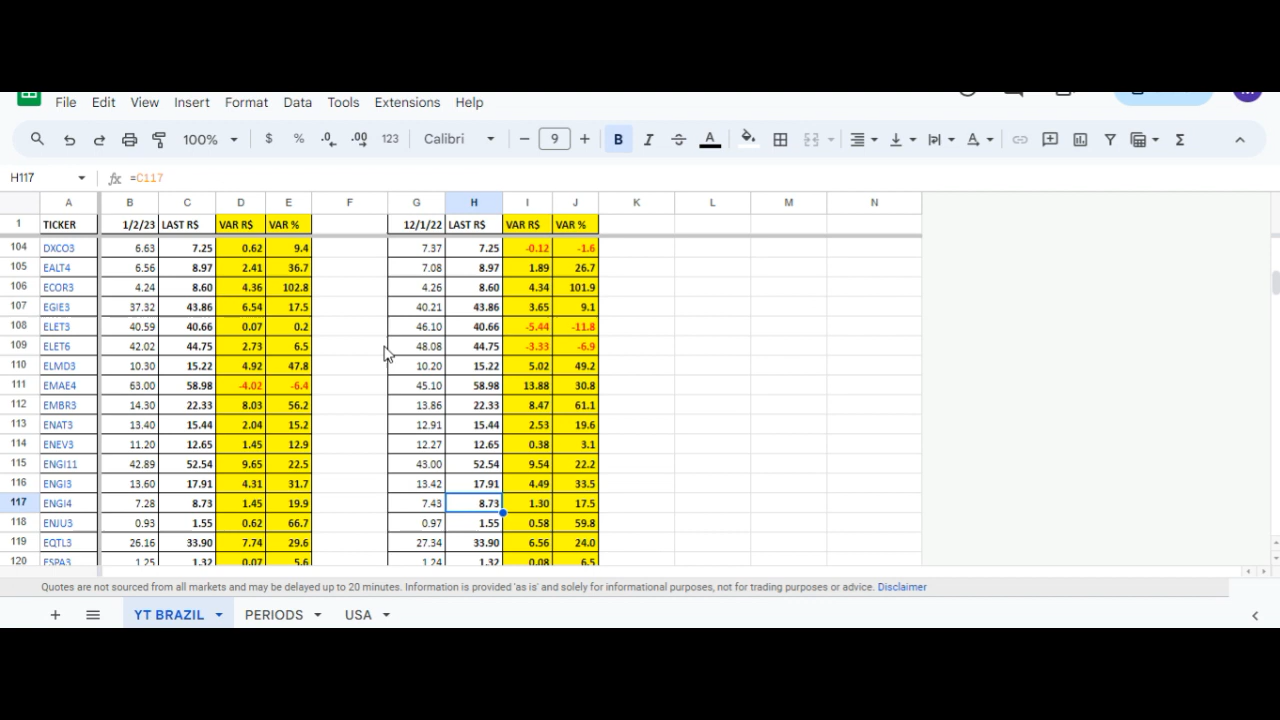 File Edit View Insert Format Data Tools Extensions Help
100% $ % .0 .00 123 Calibri 9 B I A Σ
H117 fx =C117
A B C D E F G H I J K L M N
1 TICKER 1/2/23 LAST R$ VAR R$ VAR % 12/1/22 LAST R$ VAR R$ VAR %
104 DXCO3 6.63 7.25 0.62 9.4 7.37 7.25 -0.12 -1.6
105 EALT4 6.56 8.97 2.41 36.7 7.08 8.97 1.89 26.7
106 ECOR3 4.24 8.60 4.36 102.8 4.26 8.60 4.34 101.9
107 EGIE3 37.32 43.86 6.54 17.5 40.21 43.86 3.65 9.1
108 ELET3 40.59 40.66 0.07 0.2 46.10 40.66 -5.44 -11.8
109 ELET6 42.02 44.75 2.73 6.5 48.08 44.75 -3.33 -6.9
110 ELMD3 10.30 15.22 4.92 47.8 10.20 15.22 5.02 49.2
111 EMAE4 63.00 58.98 -4.02 -6.4 45.10 58.98 13.88 30.8
112 EMBR3 14.30 22.33 8.03 56.2 13.86 22.33 8.47 61.1
113 ENAT3 13.40 15.44 2.04 15.2 12.91 15.44 2.53 19.6
114 ENEV3 11.20 12.65 1.45 12.9 12.27 12.65 0.38 3.1
115 ENGI11 42.89 52.54 9.65 22.5 43.00 52.54 9.54 22.2
116 ENGI3 13.60 17.91 4.31 31.7 13.42 17.91 4.49 33.5
117 ENGI4 7.28 8.73 1.45 19.9 7.43 8.73 1.30 17.5
118 ENJU3 0.93 1.55 0.62 66.7 0.97 1.55 0.58 59.8
119 EQTL3 26.16 33.90 7.74 29.6 27.34 33.90 6.56 24.0
120 ESPA3 1.25 1.32 0.07 5.6 1.24 1.32 0.08 6.5
Quotes are not sourced from all markets and may be delayed up to 20 minutes. Information is provided 'as is' and solely for informational purposes, not for trading purposes or advice. Disclaimer
+ YT BRAZIL PERIODS USA